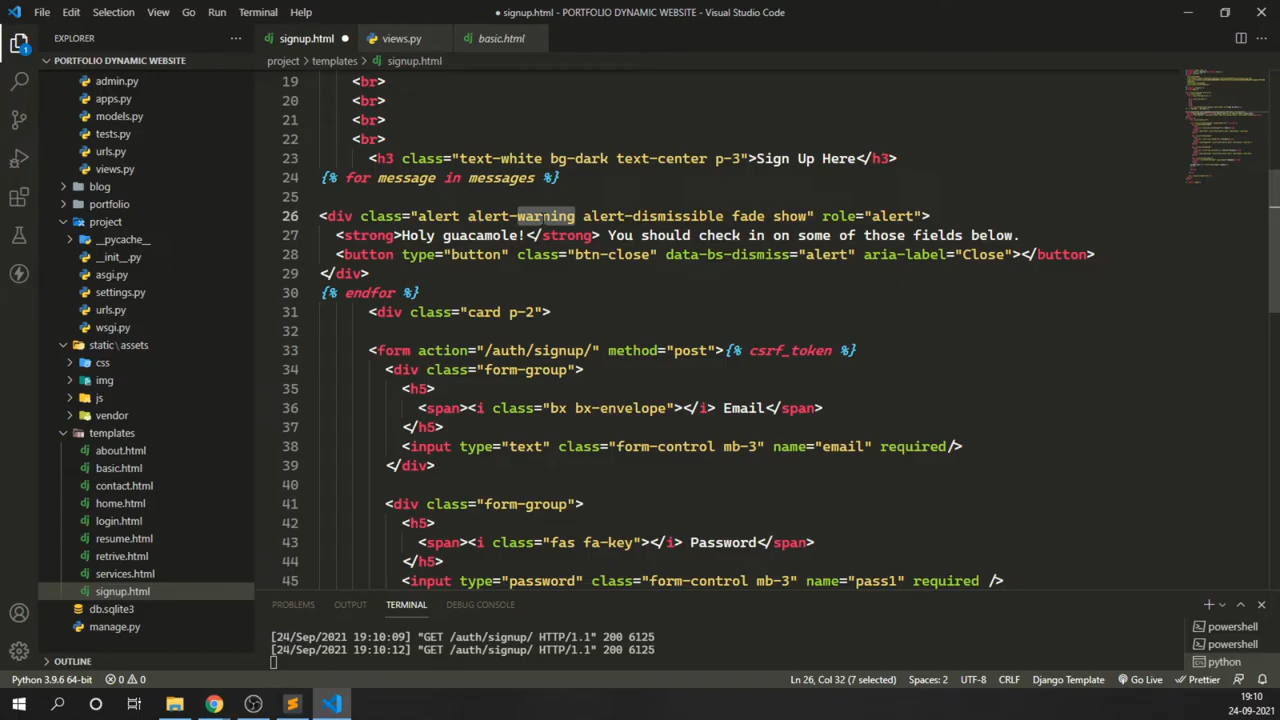 File Edit Selection View Go Run Terminal Help
● signup.html - PORTFOLIO DYNAMIC WEBSITE - Visual Studio Code
EXPLORER
signup.html
views.py
basic.html
PORTFOLIO DYNAMIC WEBSITE
project > templates > signup.html
1
admin.py
apps.py
models.py
tests.py
urls.py
views.py
blog
portfolio
project
__pycache__
__init__.py
asgi.py
settings.py
urls.py
wsgi.py
static\assets
css
img
js
vendor
templates
about.html
basic.html
contact.html
home.html
login.html
resume.html
retrive.html
services.html
signup.html
db.sqlite3
manage.py
OUTLINE
19 <br>
20 <br>
21 <br>
22 <br>
23 <h3 class="text-white bg-dark text-center p-3">Sign Up Here</h3>
24 {% for message in messages %}
25
26 <div class="alert alert-warning alert-dismissible fade show" role="alert">
27 <strong>Holy guacamole!</strong> You should check in on some of those fields below.
28 <button type="button" class="btn-close" data-bs-dismiss="alert" aria-label="Close"></button>
29 </div>
30 {% endfor %}
31 <div class="card p-2">
32
33 <form action="/auth/signup/" method="post">{% csrf_token %}
34 <div class="form-group">
35 <h5>
36 <span><i class="bx bx-envelope"></i> Email</span>
37 </h5>
38 <input type="text" class="form-control mb-3" name="email" required/>
39 </div>
40
41 <div class="form-group">
42 <h5>
43 <span><i class="fas fa-key"></i> Password</span>
44 </h5>
45 <input type="password" class="form-control mb-3" name="pass1" required />
PROBLEMS OUTPUT TERMINAL DEBUG CONSOLE
[24/Sep/2021 19:10:09] "GET /auth/signup/ HTTP/1.1" 200 6125
[24/Sep/2021 19:10:12] "GET /auth/signup/ HTTP/1.1" 200 6125
powershell
powershell
python
Python 3.9.6 64-bit 0 0 Ln 26, Col 32 (7 selected) Spaces: 2 UTF-8 CRLF Django Template Go Live Prettier
19:10
24-09-2021